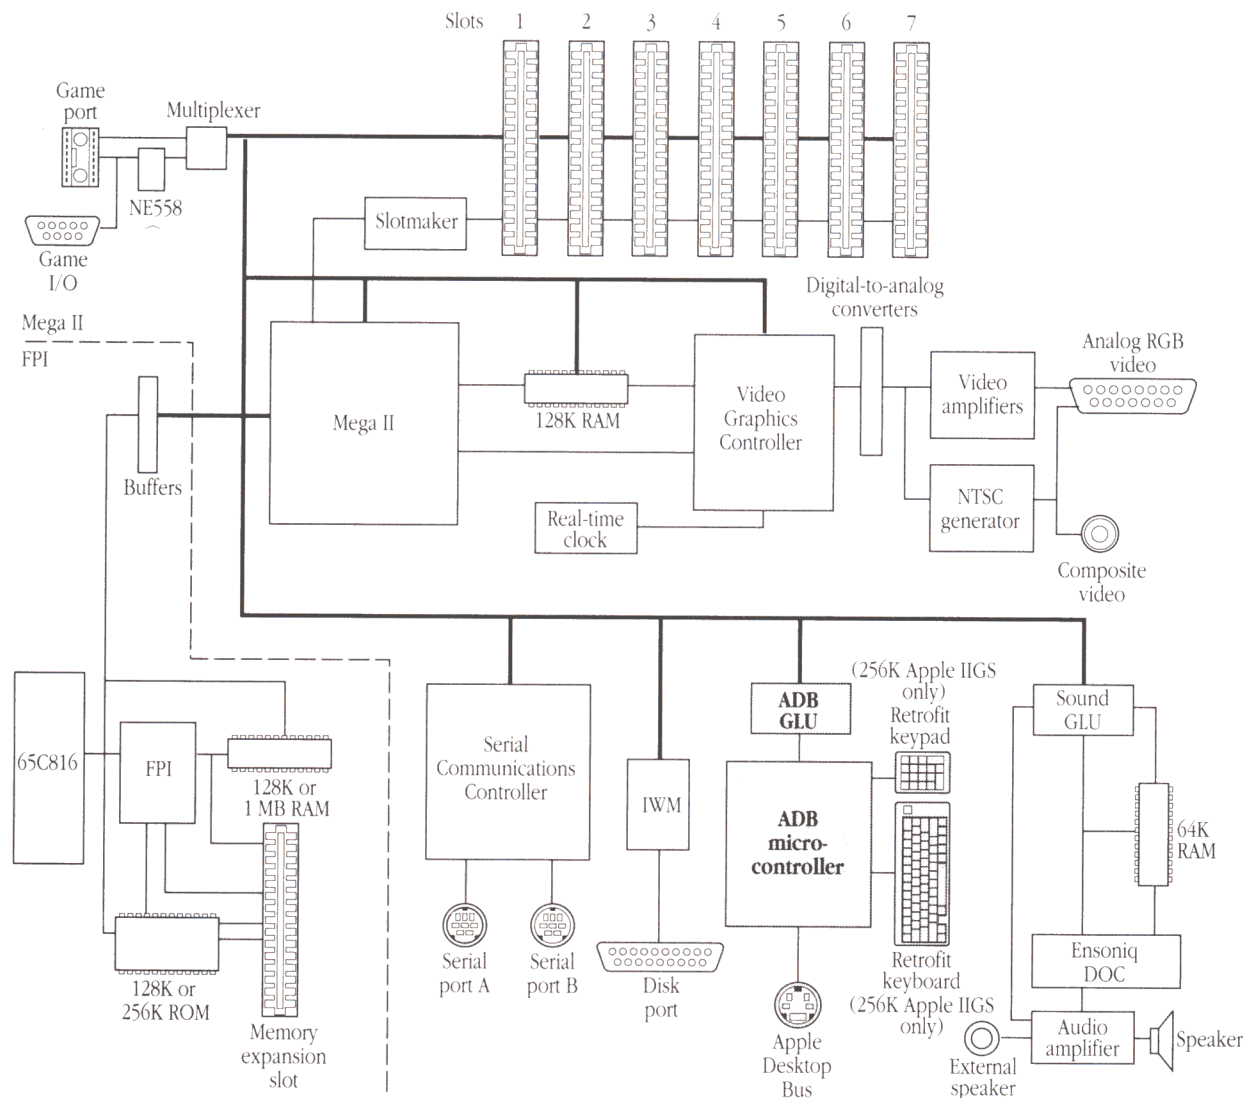 Slots 1 2 3 4 5 6 7
Game
port
Multiplexer
NE558
Slotmaker
Game
I/O
Digital-to-analog
converters
Mega II
FPI
Analog RGB
video
Mega II
128K RAM
Video
Graphics
Controller
Video
amplifiers
Buffers
Real-time
clock
NTSC
generator
Composite
video
65C816
FPI
128K or
1 MB RAM
128K or
256K ROM
Memory
expansion
slot
Serial
Communications
Controller
Serial
port A
Serial
port B
IWM
Disk
port
ADB
GLU
ADB
micro-
controller
Apple
Desktop
Bus
(256K Apple IIGS
only)
Retrofit
keypad
Retrofit
keyboard
(256K Apple IIGS
only)
Sound
GLU
64K
RAM
Ensoniq
DOC
Audio
amplifier
Speaker
External
speaker